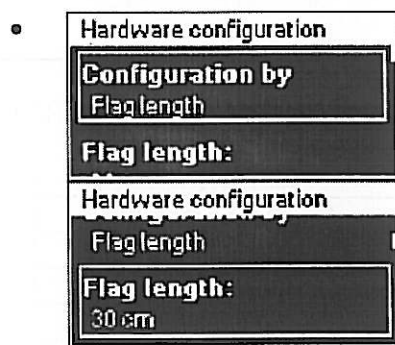 Hardware configuration
Configuration by
Flag length
Flag length:
Hardware configuration
Flag length
Flag length:
30 cm